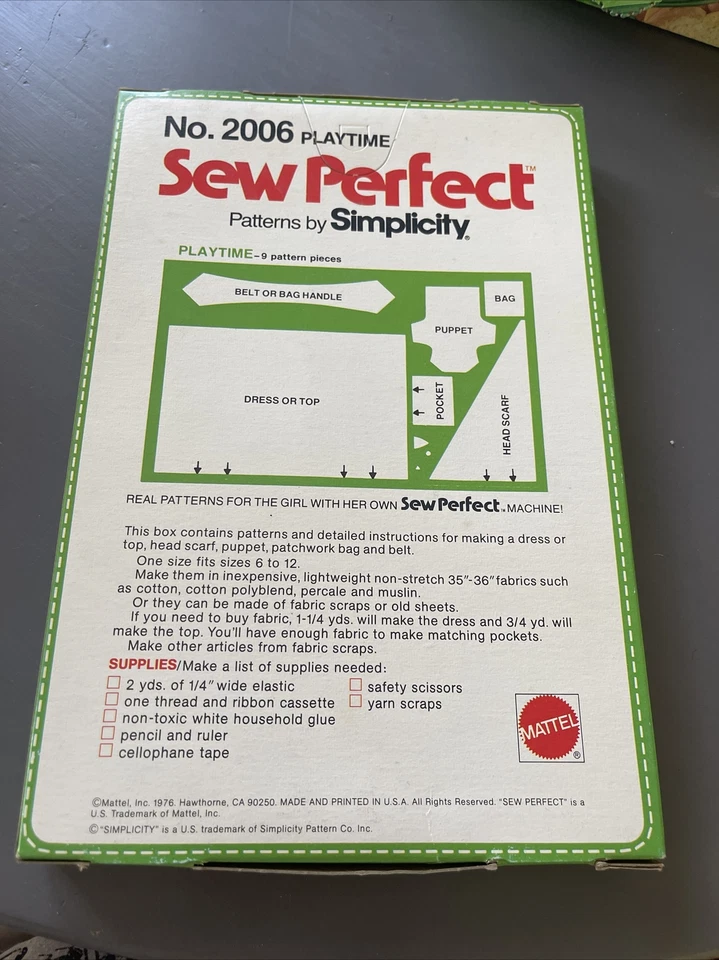 No. 2006 PLAYTIME
Sew Perfect™
Patterns by Simplicity®
PLAYTIME–9 pattern pieces
BELT OR BAG HANDLE
BAG
PUPPET
DRESS OR TOP
POCKET
HEAD SCARF
REAL PATTERNS FOR THE GIRL WITH HER OWN Sew Perfect™ MACHINE!
This box contains patterns and detailed instructions for making a dress or
top, head scarf, puppet, patchwork bag and belt.
One size fits sizes 6 to 12.
Make them in inexpensive, lightweight non-stretch 35"-36" fabrics such
as cotton, cotton polyblend, percale and muslin.
Or they can be made of fabric scraps or old sheets.
If you need to buy fabric, 1-1/4 yds. will make the dress and 3/4 yd. will
make the top. You'll have enough fabric to make matching pockets.
Make other articles from fabric scraps.
SUPPLIES/Make a list of supplies needed:
2 yds. of 1/4" wide elastic
one thread and ribbon cassette
non-toxic white household glue
pencil and ruler
cellophane tape
safety scissors
yarn scraps
MATTEL®
©Mattel, Inc. 1976. Hawthorne, CA 90250. MADE AND PRINTED IN U.S.A. All Rights Reserved. "SEW PERFECT" is a
U.S. Trademark of Mattel, Inc.
© "SIMPLICITY" is a U.S. trademark of Simplicity Pattern Co. Inc.